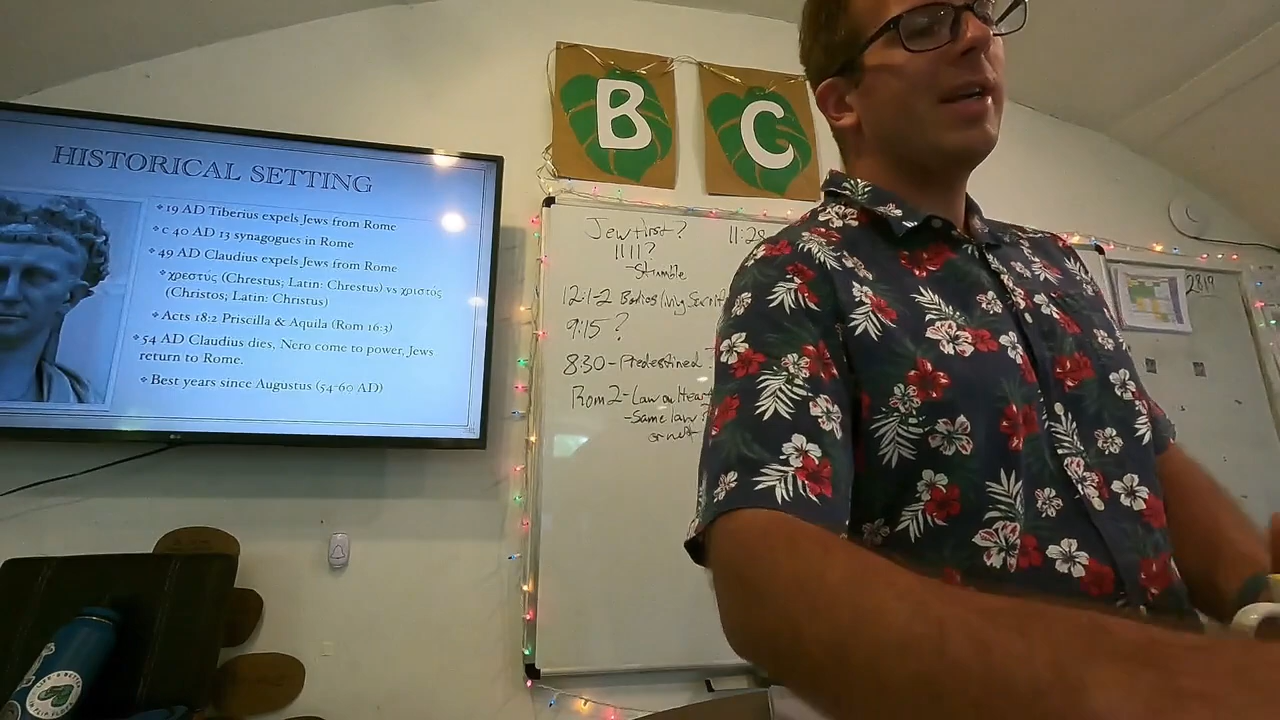 HISTORICAL SETTING
19 AD Tiberius expels Jews from Rome
c 40 AD 13 synagogues in Rome
49 AD Claudius expels Jews from Rome
χρεστύς (Chrestus; Latin: Chrestus) vs χριστός
(Christos; Latin: Christus)
Acts 18:2 Priscilla & Aquila (Rom 16:3)
54 AD Claudius dies, Nero come to power, Jews
return to Rome.
Best years since Augustus (54-60 AD)
B C
Jew first?
11:28
11:11?
-Stumble
12:1-2 Bodies
9:15?
8:30-Predestined
Rom 2-Law on Heart
-Same law
or not
2819